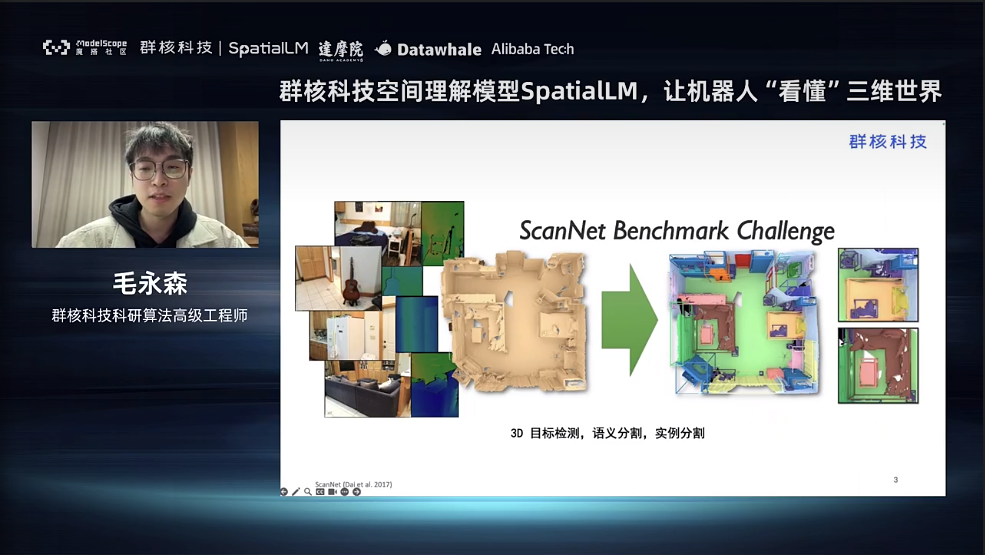 ModelScope
魔搭社区
群核科技 | SpatialLM
達摩院
DAMO ACADEMY
Datawhale
Alibaba Tech
群核科技空间理解模型SpatialLM，让机器人“看懂”三维世界
群核科技
ScanNet Benchmark Challenge
毛永森
群核科技科研算法高级工程师
3D 目标检测，语义分割，实例分割
ScanNet (Dai et al. 2017)
3